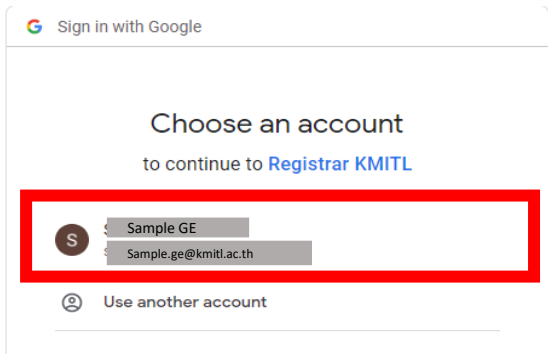 Sign in with Google
Choose an account
to continue to Registrar KMITL
S
Sample GE
Sample.ge@kmitl.ac.th
Use another account